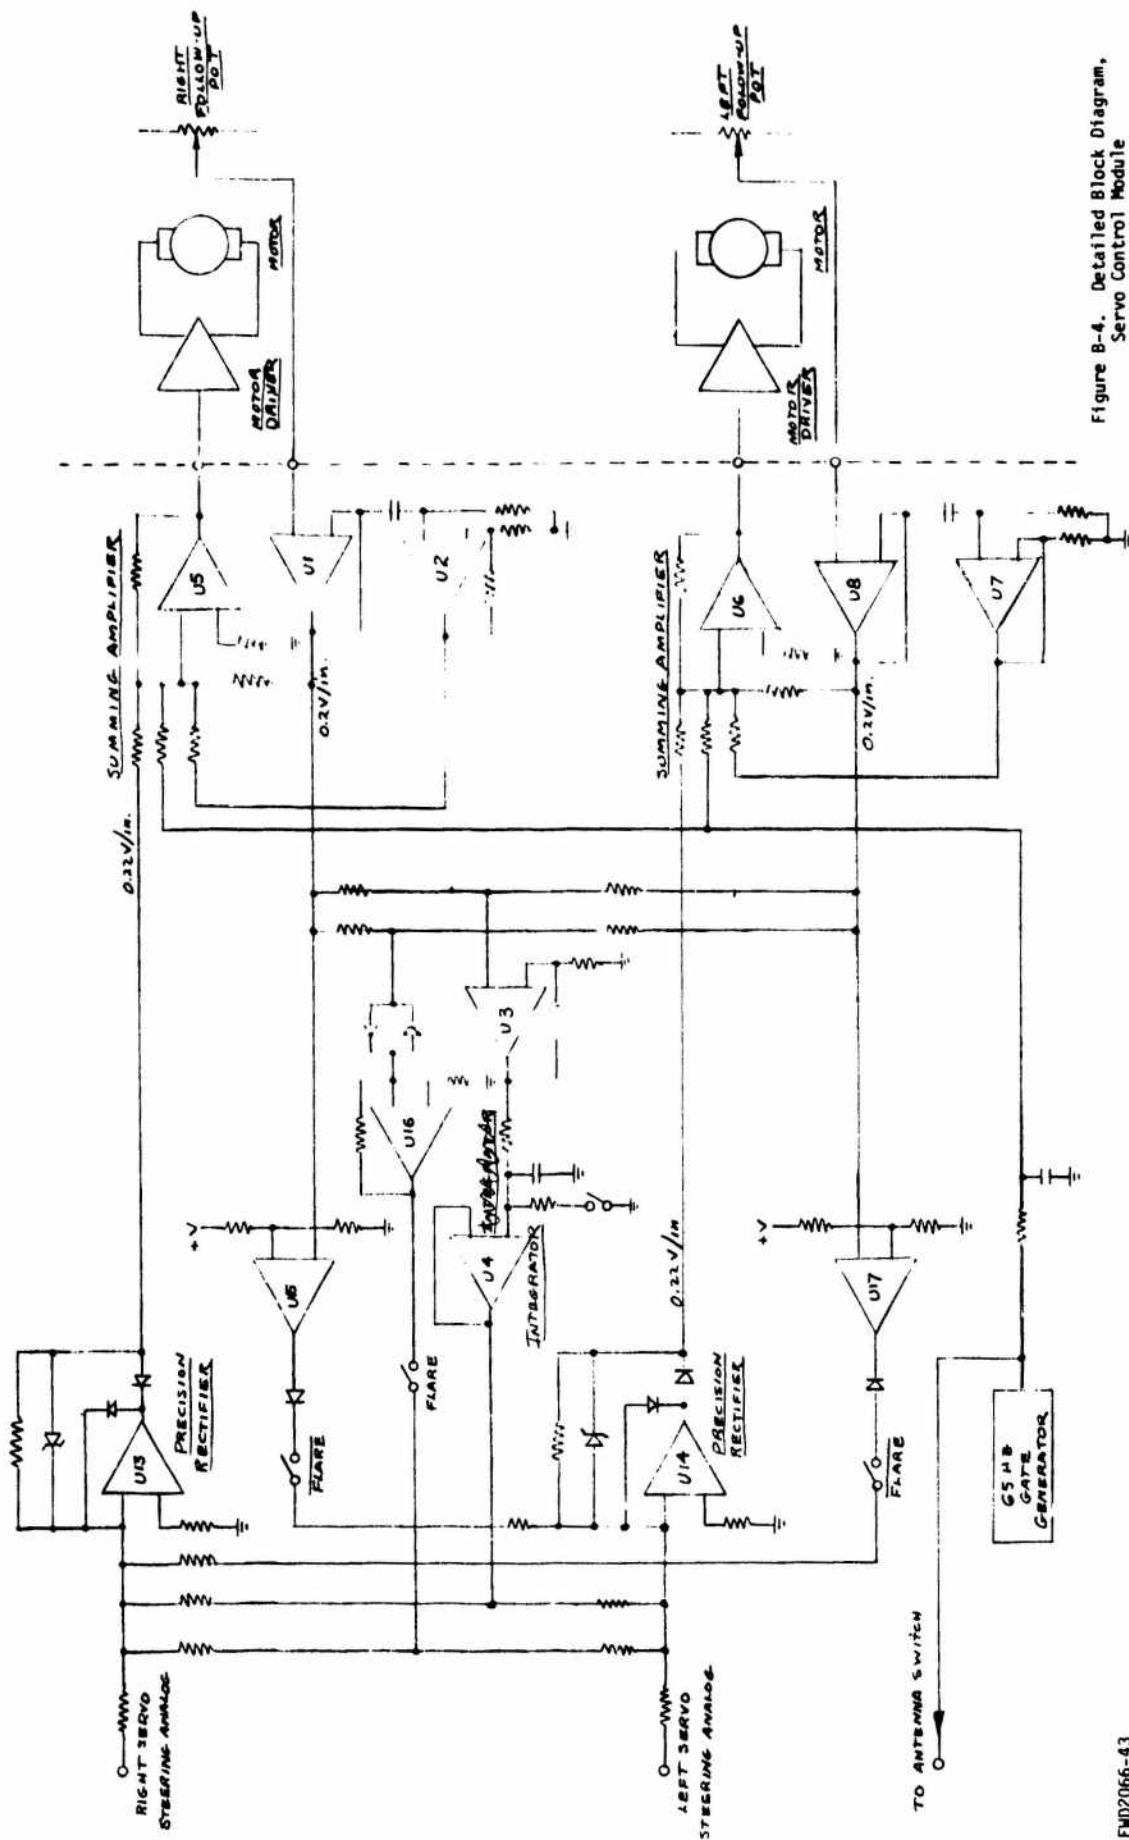 RIGHT
FOLLOW-UP
POT
MOTOR
MOTOR
DRIVER
SUMMING AMPLIFIER
U5
U1
U2
0.2V/in.
0.22V/in.
LEFT
FOLLOW-UP
POT
MOTOR
MOTOR
DRIVER
SUMMING AMPLIFIER
U6
U8
U7
0.2V/in.
U3
U16
+V
U15
U4
INTEGRATOR
0.22V/in
+V
U17
PRECISION
RECTIFIER
U13
FLARE
FLARE
PRECISION
RECTIFIER
U14
FLARE
65 HZ
GATE
GENERATOR
RIGHT SERVO
STEERING ANALOG
LEFT SERVO
STEERING ANALOG
TO ANTENNA SWITCH
Figure B-4. Detailed Block Diagram,
Servo Control Module
FMD2066-43